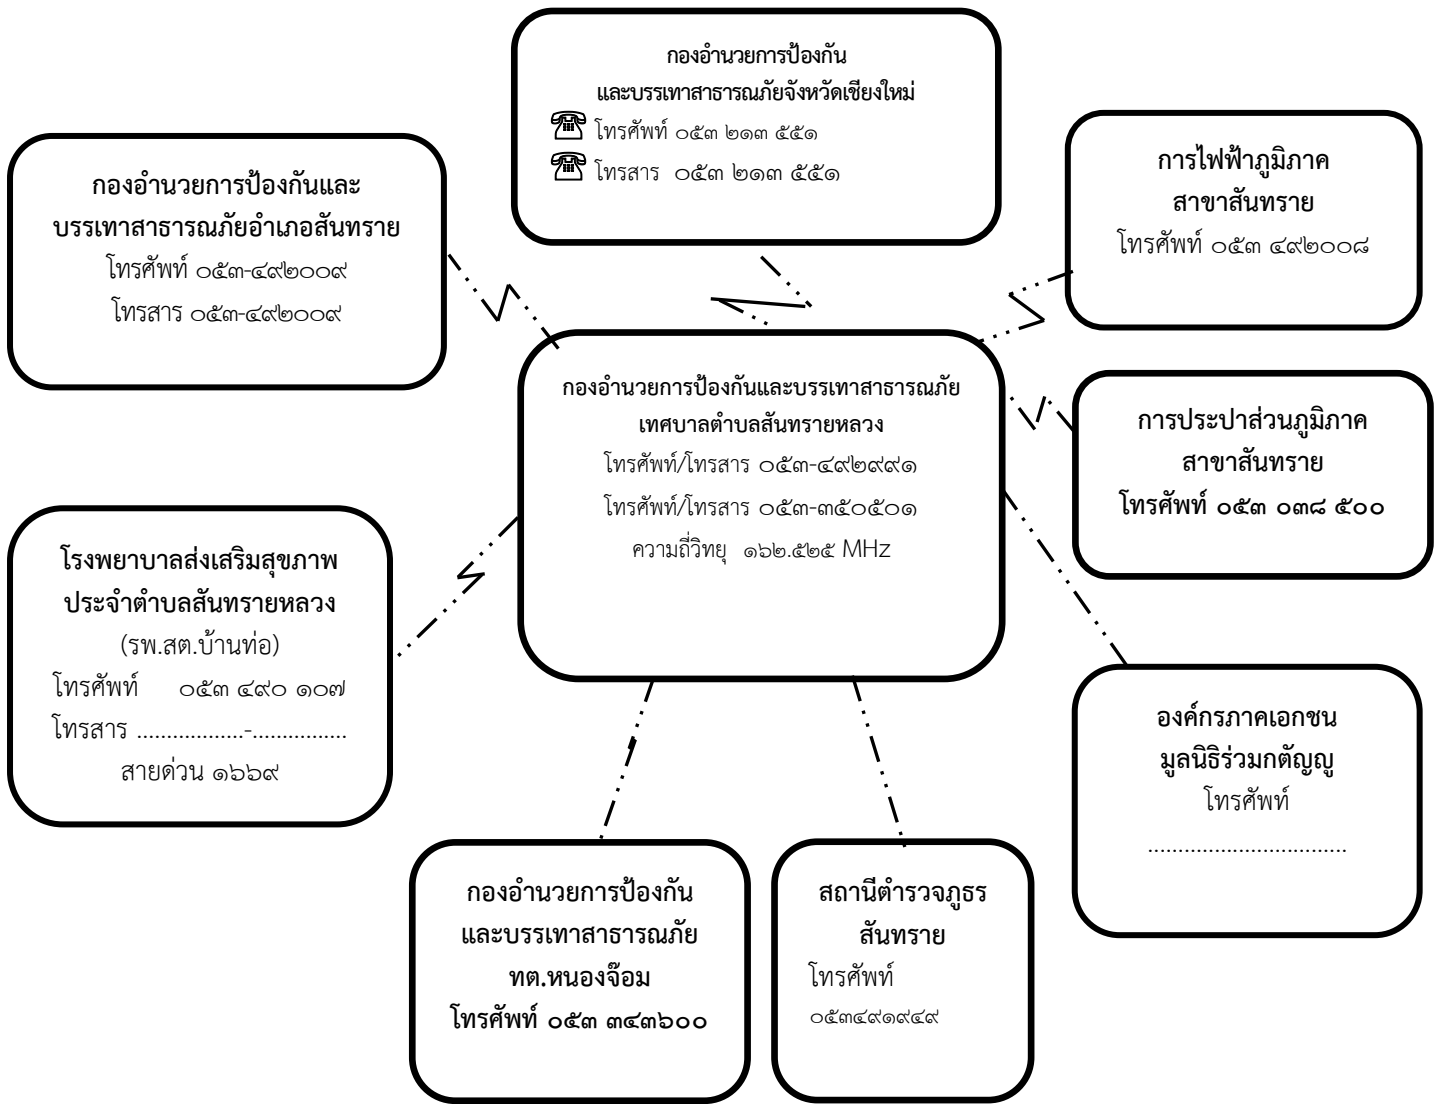 กองอำนวยการป้องกัน
และบรรเทาสาธารณภัยจังหวัดเชียงใหม่
โทรศัพท์ ๐๕๓ ๒๑๓ ๕๕๑
โทรสาร ๐๕๓ ๒๑๓ ๕๕๑
กองอำนวยการป้องกันและ
บรรเทาสาธารณภัยอำเภอสันทราย
โทรศัพท์ ๐๕๓-๔๙๒๐๐๙
โทรสาร ๐๕๓-๔๙๒๐๐๙
การไฟฟ้าภูมิภาค
สาขาสันทราย
โทรศัพท์ ๐๕๓ ๔๙๒๐๐๘
กองอำนวยการป้องกันและบรรเทาสาธารณภัย
เทศบาลตำบลสันทรายหลวง
โทรศัพท์/โทรสาร ๐๕๓-๔๙๒๙๙๑
โทรศัพท์/โทรสาร ๐๕๓-๓๕๐๕๐๑
ความถี่วิทยุ ๑๖๒.๕๒๕ MHz
การประปาส่วนภูมิภาค
สาขาสันทราย
โทรศัพท์ ๐๕๓ ๐๓๘ ๕๐๐
โรงพยาบาลส่งเสริมสุขภาพ
ประจำตำบลสันทรายหลวง
(รพ.สต.บ้านท่อ)
โทรศัพท์ ๐๕๓ ๔๙๐ ๑๐๗
โทรสาร ..................-................
สายด่วน ๑๖๖๙
องค์กรภาคเอกชน
มูลนิธิร่วมกตัญญู
โทรศัพท์
.................................
กองอำนวยการป้องกัน
และบรรเทาสาธารณภัย
ทต.หนองจ๊อม
โทรศัพท์ ๐๕๓ ๓๔๓๖๐๐
สถานีตำรวจภูธร
สันทราย
โทรศัพท์
๐๕๓๔๙๑๙๔๙